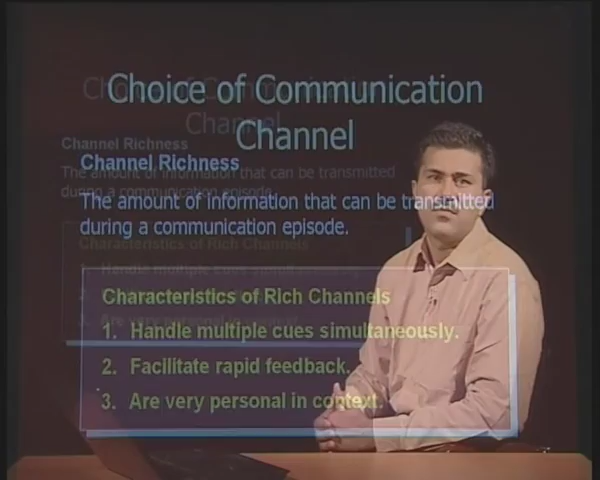 Choice of Communication
Channel
Channel Richness
The amount of information that can be transmitted
during a communication episode.
Characteristics of Rich Channels
1. Handle multiple cues simultaneously.
2. Facilitate rapid feedback.
3. Are very personal in context.